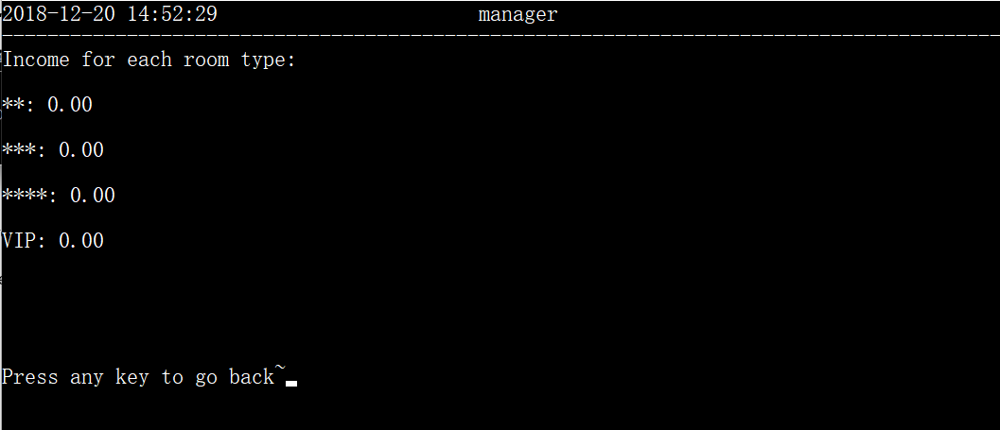 2018-12-20 14:52:29 manager
Income for each room type:
**: 0.00
***: 0.00
****: 0.00
VIP: 0.00
Press any key to go back~